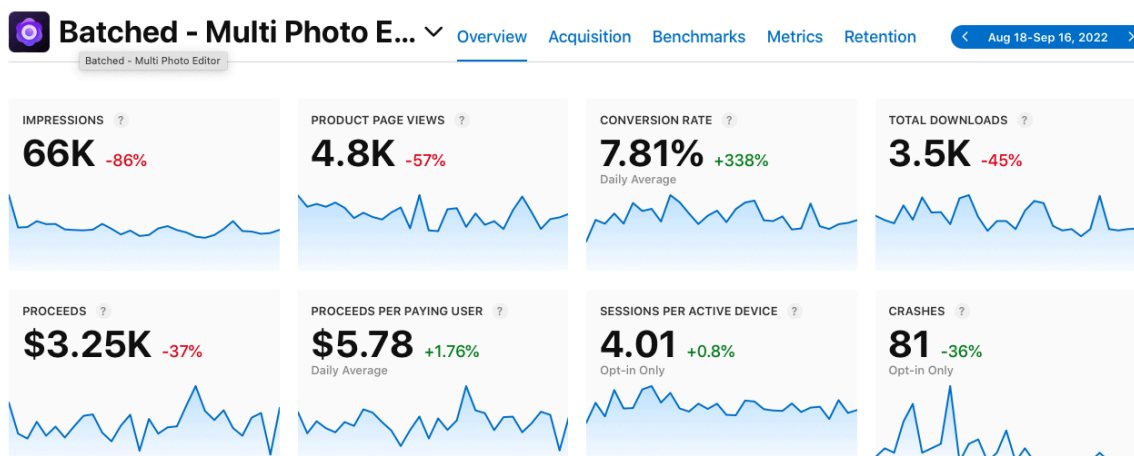 Batched - Multi Photo E...
Overview Acquisition Benchmarks Metrics Retention
Aug 18-Sep 16, 2022
Batched - Multi Photo Editor
IMPRESSIONS ?
66K -86%
PRODUCT PAGE VIEWS ?
4.8K -57%
CONVERSION RATE ?
7.81% +338%
Daily Average
TOTAL DOWNLOADS ?
3.5K -45%
PROCEEDS ?
$3.25K -37%
PROCEEDS PER PAYING USER ?
$5.78 +1.76%
Daily Average
SESSIONS PER ACTIVE DEVICE ?
4.01 +0.8%
Opt-in Only
CRASHES ?
81 -36%
Opt-in Only